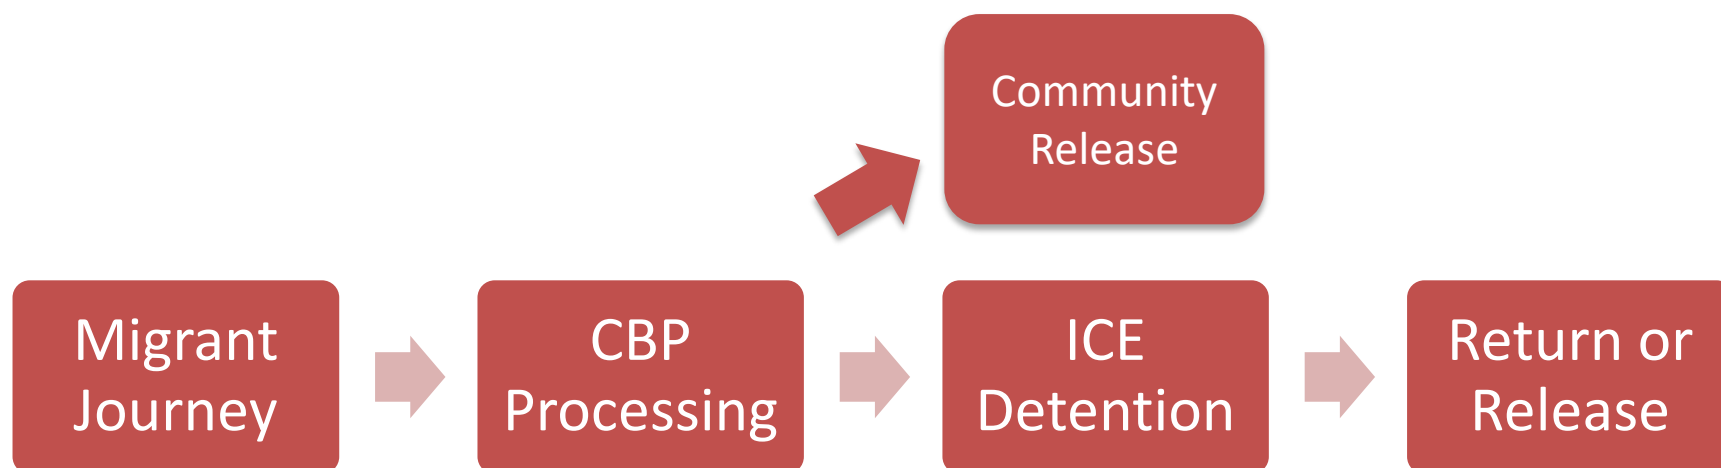 Community
Release
Migrant
Journey
CBP
Processing
ICE
Detention
Return or
Release